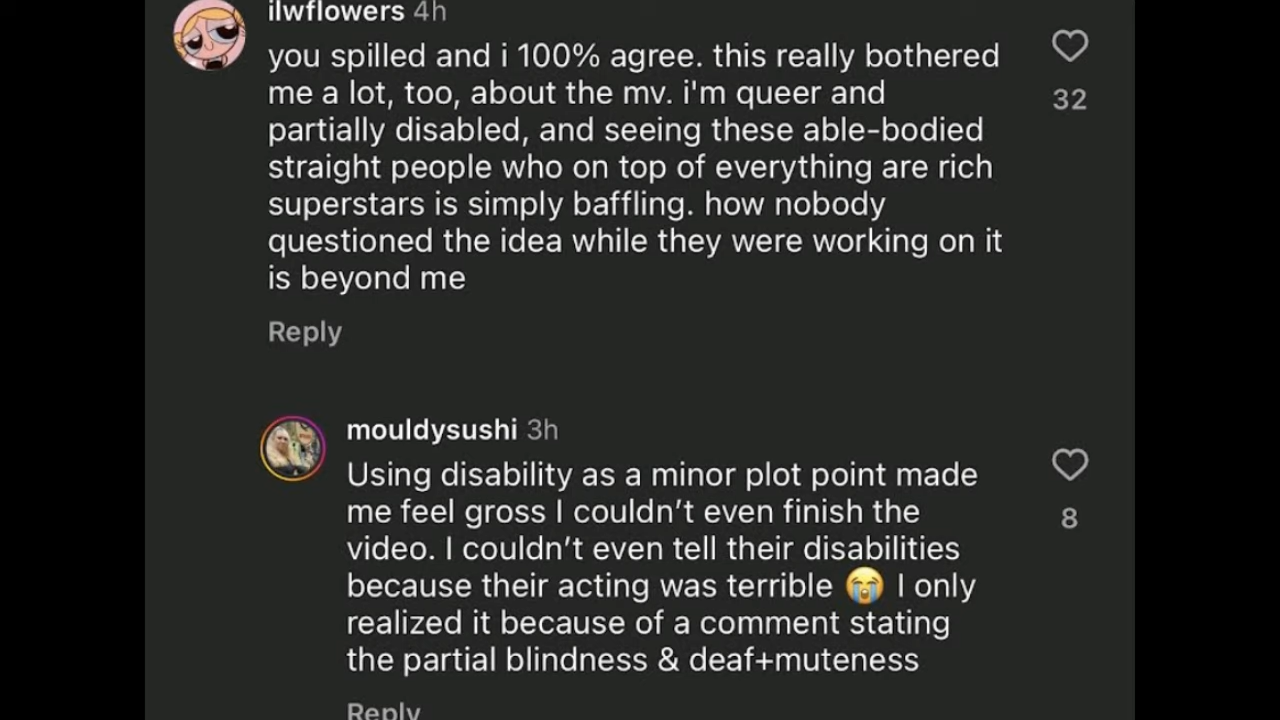 ilwflowers 4h
you spilled and i 100% agree. this really bothered
me a lot, too, about the mv. i'm queer and
partially disabled, and seeing these able-bodied
straight people who on top of everything are rich
superstars is simply baffling. how nobody
questioned the idea while they were working on it
is beyond me
32
Reply
mouldysushi 3h
Using disability as a minor plot point made
me feel gross I couldn’t even finish the
video. I couldn’t even tell their disabilities
because their acting was terrible 😭 I only
realized it because of a comment stating
the partial blindness & deaf+muteness
8
Reply